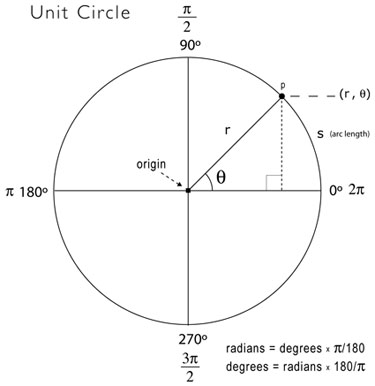 Unit Circle
π/2
90º
p
(r, θ)
r
s (arc length)
origin
θ
π 180º
0º 2π
270º
3π/2
radians = degrees x π/180
degrees = radians x 180/π